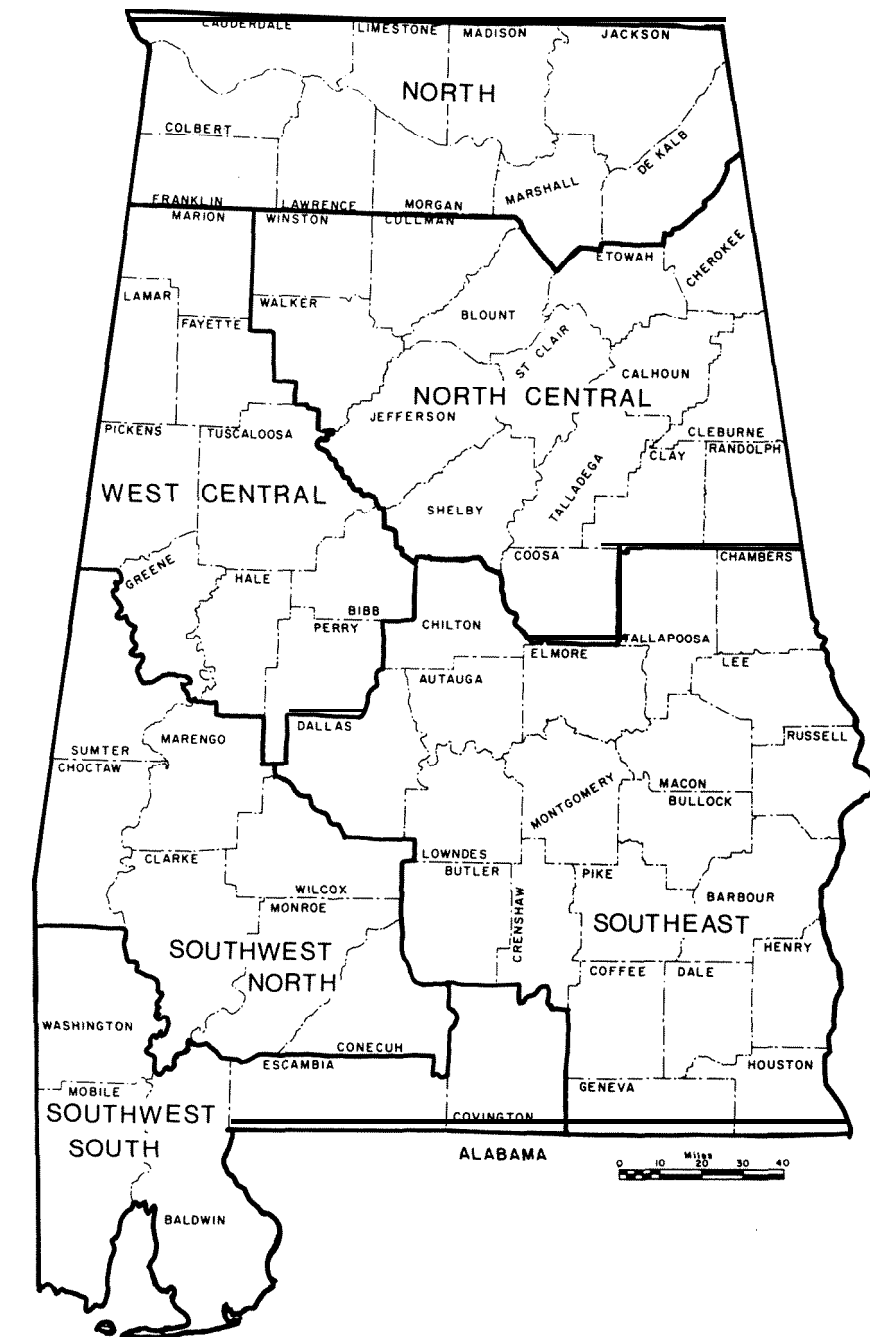 LAUDERDALE
LIMESTONE
MADISON
JACKSON
NORTH
COLBERT
DE KALB
MARSHALL
FRANKLIN
LAWRENCE
MORGAN
MARION
WINSTON
CULLMAN
ETOWAH
CHEROKEE
LAMAR
WALKER
BLOUNT
FAYETTE
ST CLAIR
CALHOUN
NORTH CENTRAL
JEFFERSON
PICKENS
TUSCALOOSA
CLEBURNE
CLAY
RANDOLPH
WEST CENTRAL
TALLADEGA
SHELBY
COOSA
CHAMBERS
GREENE
HALE
BIBB
PERRY
CHILTON
TALLAPOOSA
ELMORE
LEE
AUTAUGA
DALLAS
MARENGO
RUSSELL
SUMTER
CHOCTAW
MONTGOMERY
MACON
BULLOCK
CLARKE
LOWNDES
BUTLER
PIKE
WILCOX
MONROE
CRENSHAW
BARBOUR
SOUTHEAST
SOUTHWEST
NORTH
HENRY
COFFEE
DALE
WASHINGTON
CONECUH
ESCAMBIA
HOUSTON
MOBILE
GENEVA
SOUTHWEST
SOUTH
COVINGTON
ALABAMA
Miles
0 10 20 30 40
BALDWIN